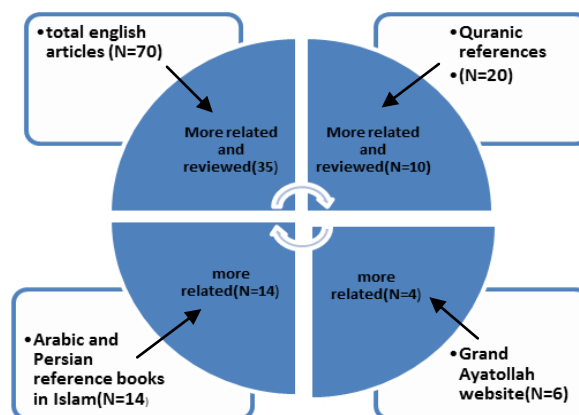 •total english
articles (N=70)
More related
and
reviewed(35)
•Quranic
references
•(N=20)
More related
and
reviewed(N=10)
more
related(N=14)
•Arabic and
Persian
reference books
in Islam(N=14)
more
related(N=4)
•Grand
Ayatollah
website(N=6)